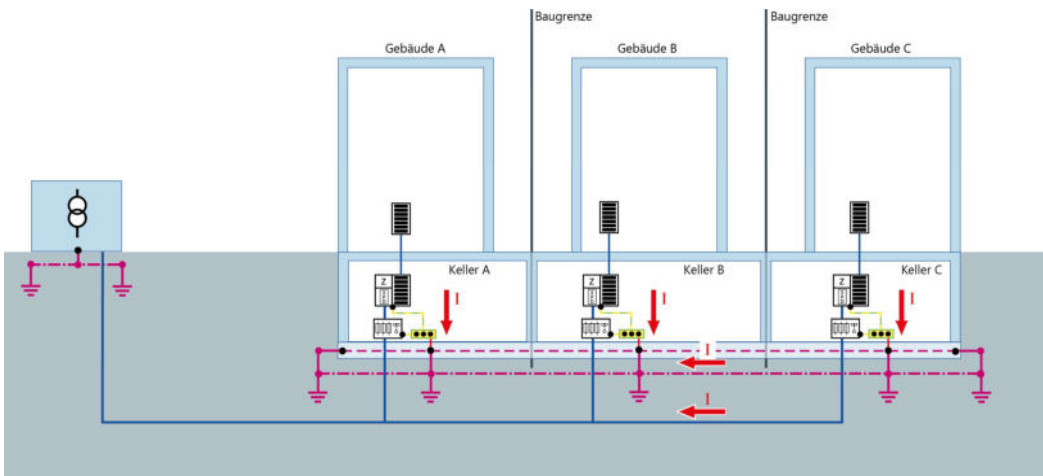 Baugrenze
Baugrenze
Gebäude A
Gebäude B
Gebäude C
Keller A
Keller B
Keller C
Z
Z
Z
I
I
I
I
I